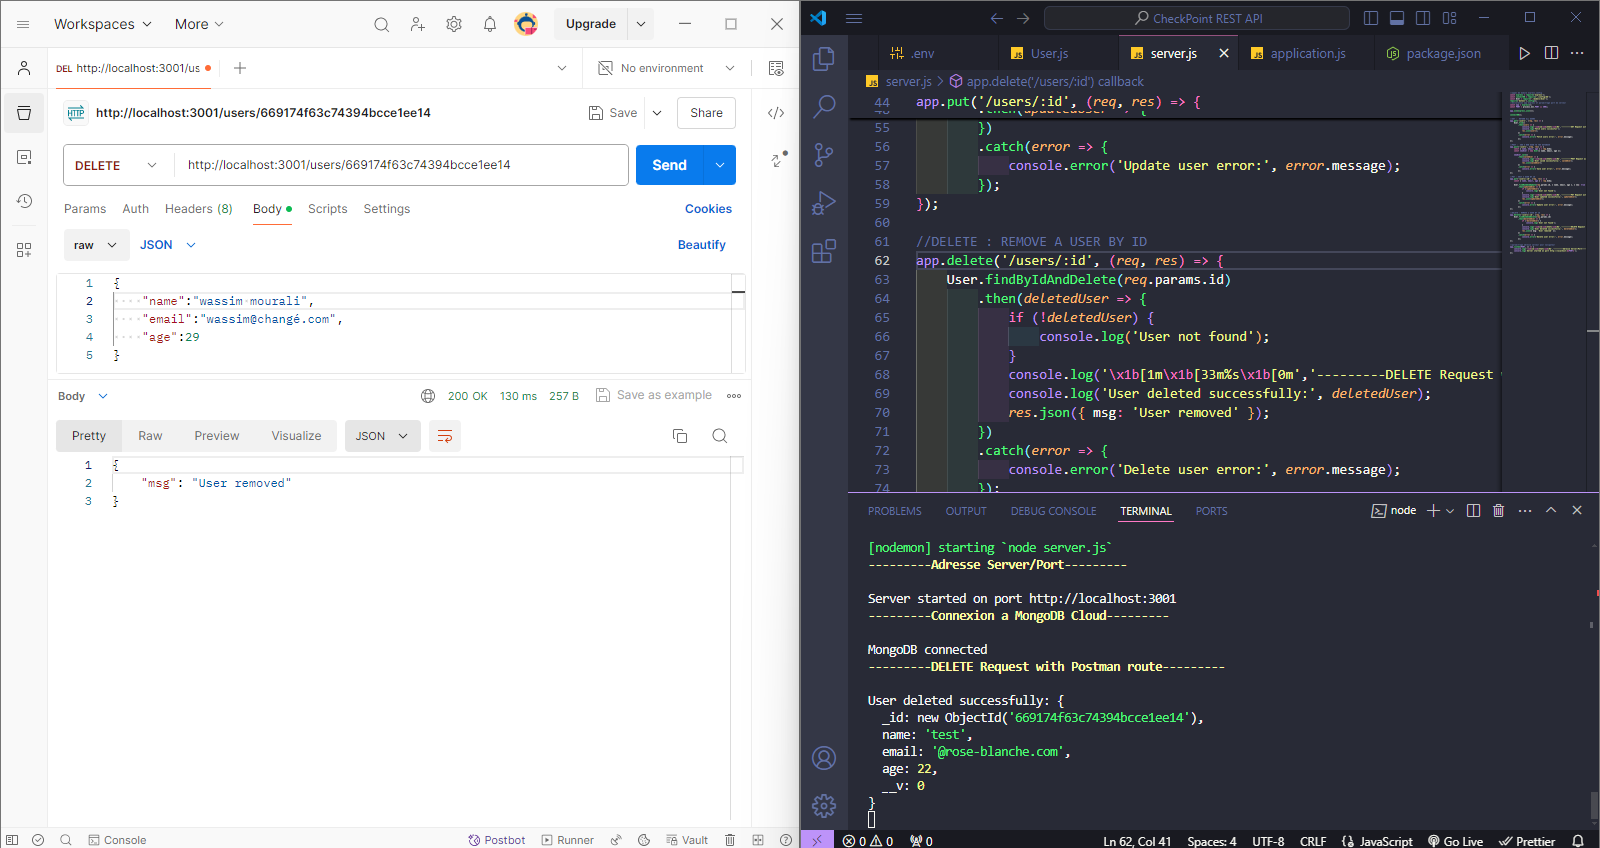 Workspaces More Upgrade
DEL http://localhost:3001/us No environment
HTTP http://localhost:3001/users/669174f63c74394bcce1ee14 Save Share
DELETE http://localhost:3001/users/669174f63c74394bcce1ee14 Send
Params Auth Headers (8) Body Scripts Settings Cookies
raw JSON Beautify
1 {
2 "name":"wassim mourali",
3 "email":"wassim@changé.com",
4 "age":29
5 }
Body 200 OK 130 ms 257 B Save as example
Pretty Raw Preview Visualize JSON
1 {
2 "msg": "User removed"
3 }
Console Postbot Runner Vault
CheckPoint REST API
.env JS User.js JS server.js JS application.js package.json
JS server.js > app.delete('/users/:id') callback
44 app.put('/users/:id', (req, res) => {
55 })
56 .catch(error => {
57 console.error('Update user error:', error.message);
58 });
59 });
60
61 //DELETE : REMOVE A USER BY ID
62 app.delete('/users/:id', (req, res) => {
63 User.findByIdAndDelete(req.params.id)
64 .then(deletedUser => {
65 if (!deletedUser) {
66 console.log('User not found');
67 }
68 console.log('\x1b[1m\x1b[33m%s\x1b[0m','---------DELETE Request
69 console.log('User deleted successfully:', deletedUser);
70 res.json({ msg: 'User removed' });
71 })
72 .catch(error => {
73 console.error('Delete user error:', error.message);
74 });
PROBLEMS OUTPUT DEBUG CONSOLE TERMINAL PORTS node
[nodemon] starting `node server.js`
---------Adresse Server/Port---------
Server started on port http://localhost:3001
---------Connexion a MongoDB Cloud---------
MongoDB connected
---------DELETE Request with Postman route---------
User deleted successfully: {
_id: new ObjectId('669174f63c74394bcce1ee14'),
name: 'test',
email: '@rose-blanche.com',
age: 22,
__v: 0
}
0 0 0 Ln 62, Col 41 Spaces: 4 UTF-8 CRLF {} JavaScript Go Live Prettier